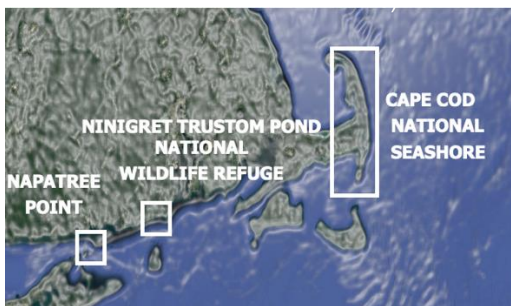 NINIGRET TRUSTOM POND
NATIONAL
WILDLIFE REFUGE
CAPE COD
NATIONAL
SEASHORE
NAPATREE
POINT